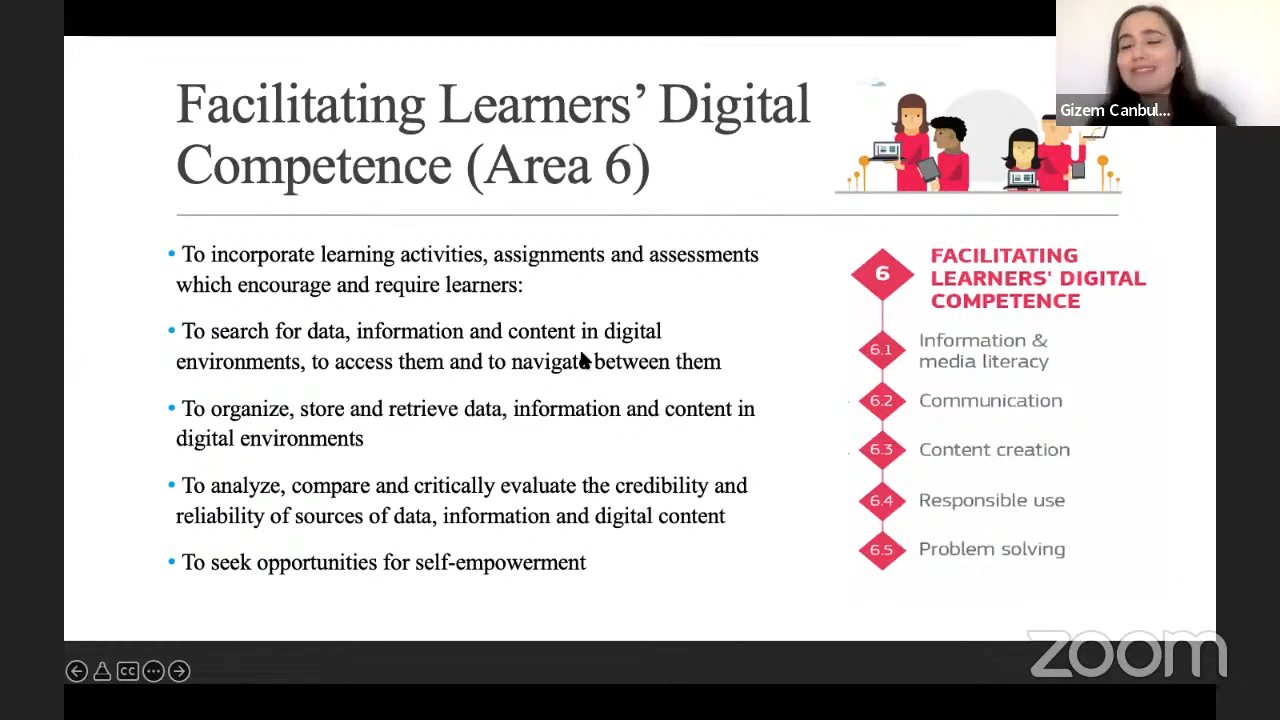 Facilitating Learners’ Digital
Competence (Area 6)
Gizem Canbul...
• To incorporate learning activities, assignments and assessments
which encourage and require learners:
• To search for data, information and content in digital
environments, to access them and to navigate between them
• To organize, store and retrieve data, information and content in
digital environments
• To analyze, compare and critically evaluate the credibility and
reliability of sources of data, information and digital content
• To seek opportunities for self-empowerment
6 FACILITATING
LEARNERS' DIGITAL
COMPETENCE
6.1 Information &
media literacy
6.2 Communication
6.3 Content creation
6.4 Responsible use
6.5 Problem solving
CC
zoom